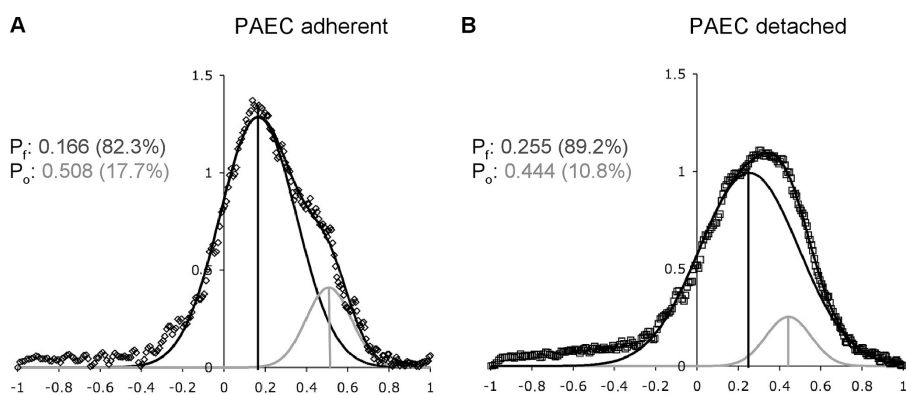 A
PAEC adherent
1.5
Pf: 0.166 (82.3%)
Po: 0.508 (17.7%)
1
0.5
0
-1 -0.8 -0.6 -0.4 -0.2 0 0.2 0.4 0.6 0.8 1
B
PAEC detached
1.5
Pf: 0.255 (89.2%)
Po: 0.444 (10.8%)
1
0.5
0
-1 -0.8 -0.6 -0.4 -0.2 0 0.2 0.4 0.6 0.8 1